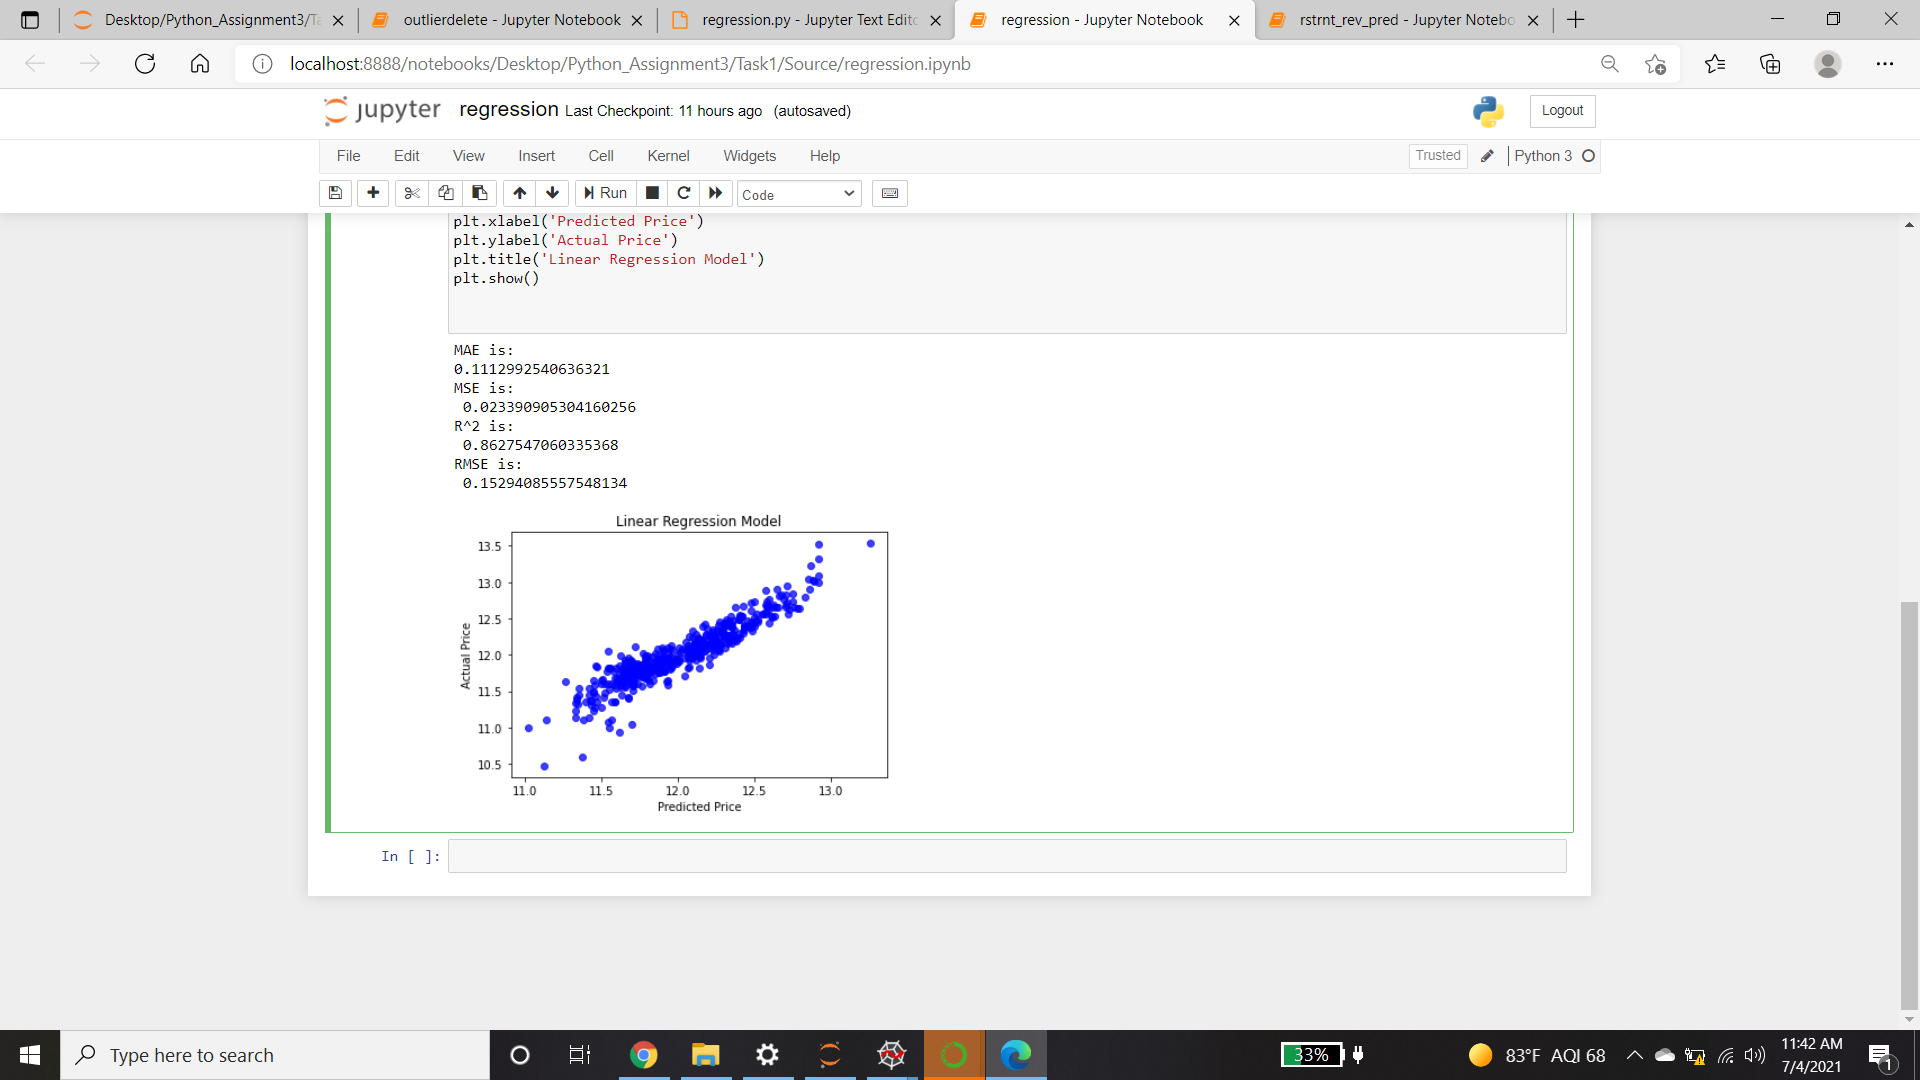 Desktop/Python_Assignment3/Ta
outlierdelete - Jupyter Notebook
regression.py - Jupyter Text Edito
regression - Jupyter Notebook
rstrnt_rev_pred - Jupyter Notebo
localhost:8888/notebooks/Desktop/Python_Assignment3/Task1/Source/regression.ipynb
jupyter regression Last Checkpoint: 11 hours ago (autosaved)
Logout
File Edit View Insert Cell Kernel Widgets Help
Trusted Python 3
Run Code
plt.xlabel('Predicted Price')
plt.ylabel('Actual Price')
plt.title('Linear Regression Model')
plt.show()
MAE is:
0.1112992540636321
MSE is:
0.023390905304160256
R^2 is:
0.8627547060335368
RMSE is:
0.15294085557548134
Linear Regression Model
13.5
13.0
12.5
12.0
11.5
11.0
10.5
Actual Price
11.0 11.5 12.0 12.5 13.0
Predicted Price
In [ ]:
Type here to search
33%
83°F AQI 68
11:42 AM
7/4/2021
1